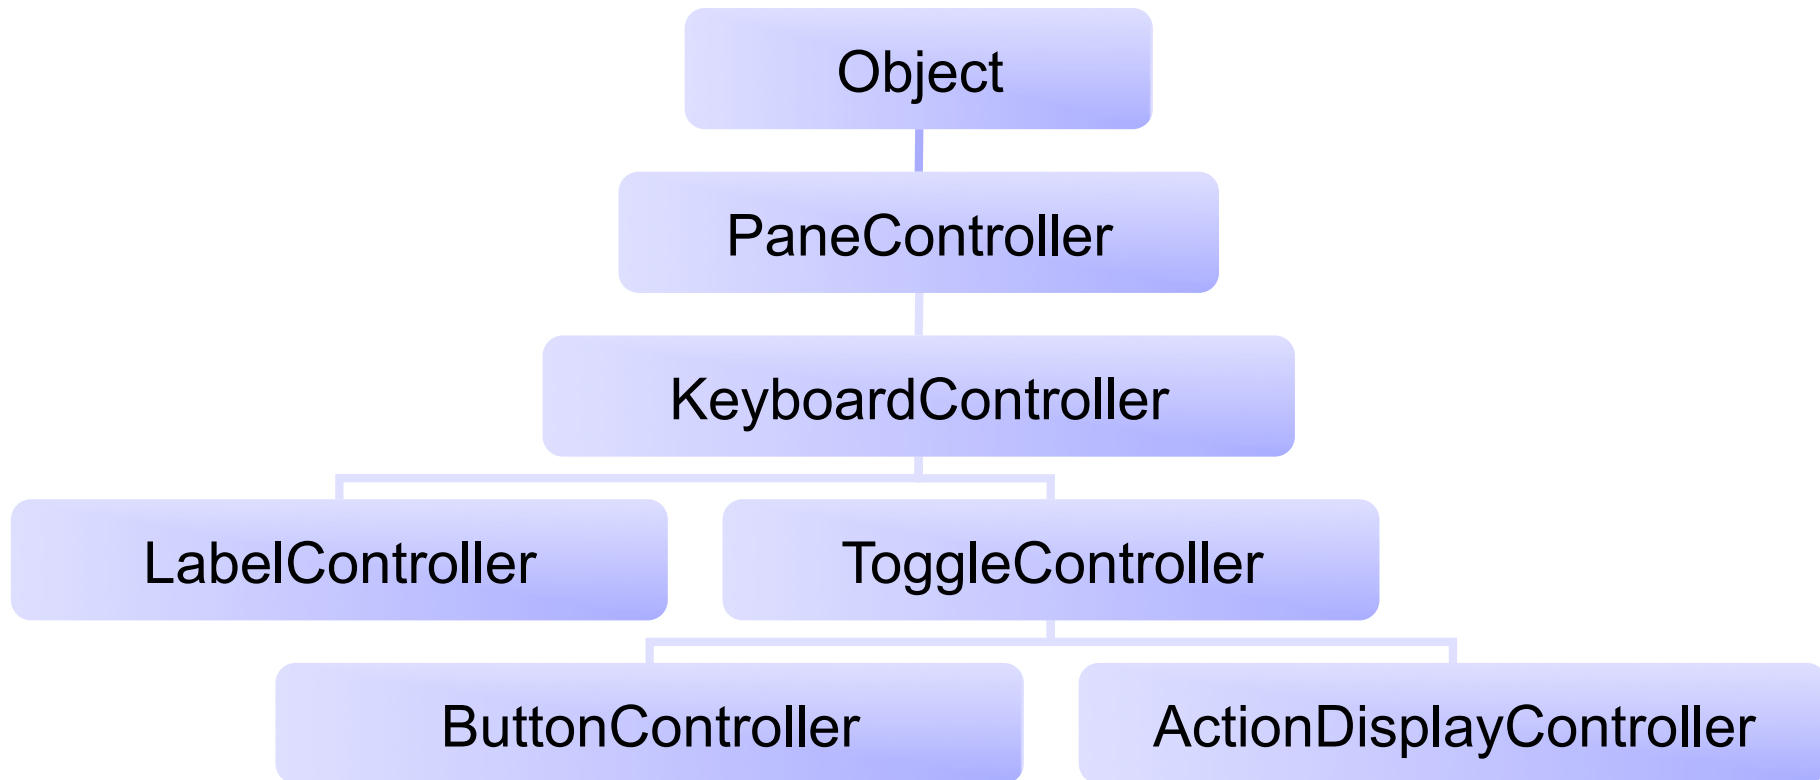 Object
PaneController
KeyboardController
LabelController
ToggleController
ButtonController
ActionDisplayController